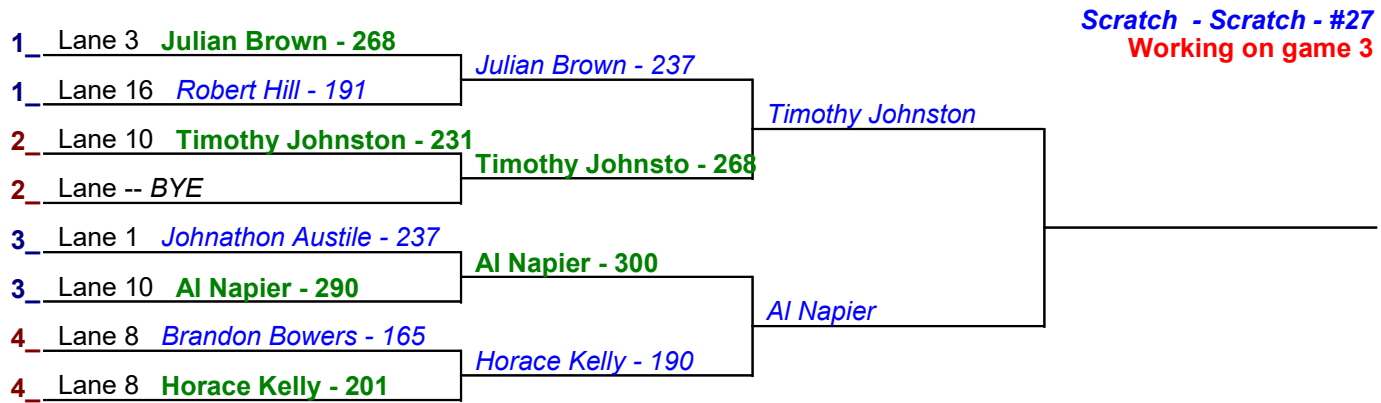 Scratch - Scratch - #27
Working on game 3
1_ Lane 3 Julian Brown - 268
1_ Lane 16 Robert Hill - 191
2_ Lane 10 Timothy Johnston - 231
2_ Lane -- BYE
3_ Lane 1 Johnathon Austile - 237
3_ Lane 10 Al Napier - 290
4_ Lane 8 Brandon Bowers - 165
4_ Lane 8 Horace Kelly - 201
Julian Brown - 237
Timothy Johnsto - 268
Al Napier - 300
Horace Kelly - 190
Timothy Johnston
Al Napier